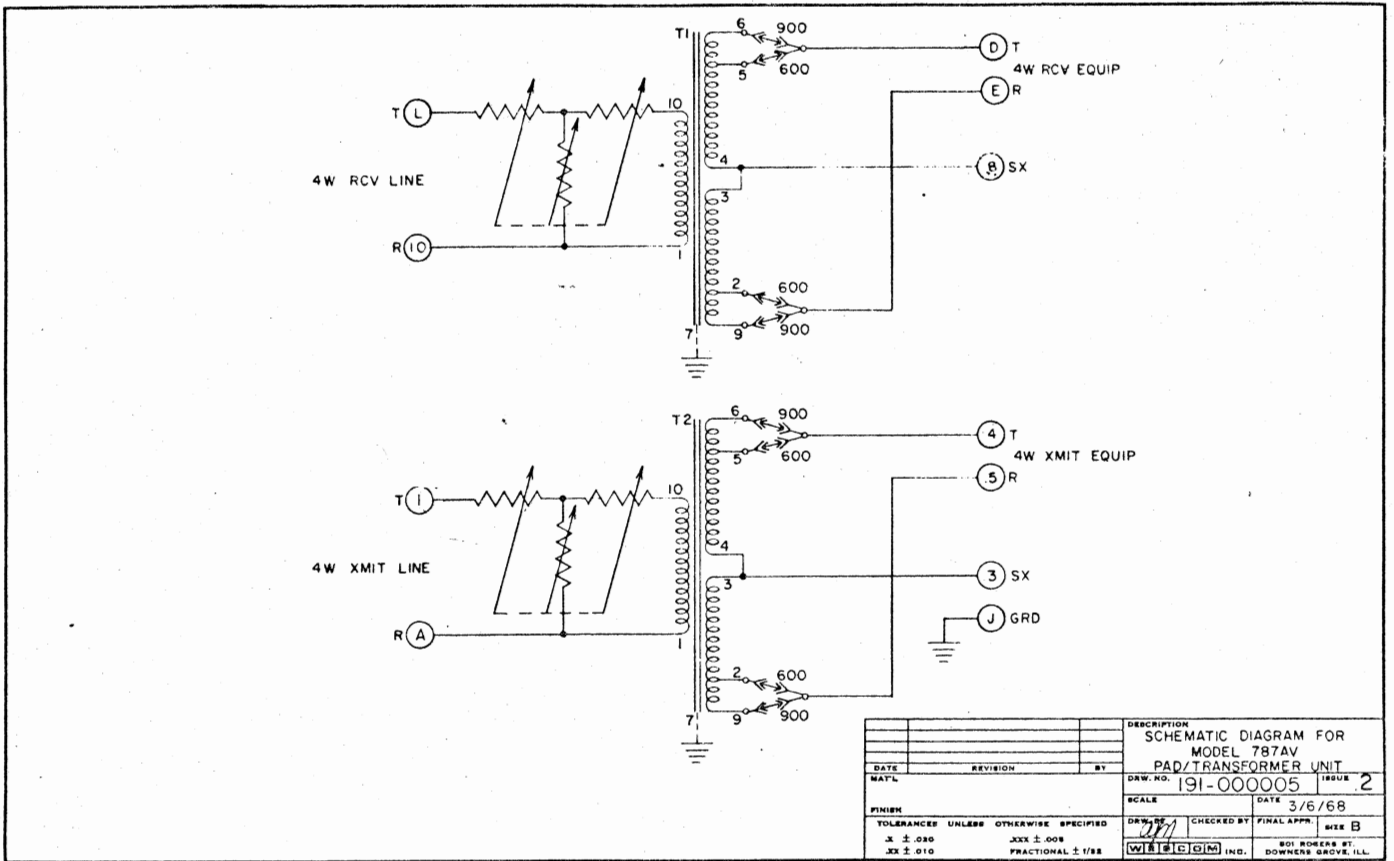 T1
6
900
5
600
D T
4W RCV EQUIP
E R
T L
10
4W RCV LINE
4
B SX
3
R 10
1
2
600
9
900
7
T2
6
900
5
600
4 T
4W XMIT EQUIP
5 R
T 1
10
4W XMIT LINE
4
3
3 SX
J GRD
R A
1
2
600
9
900
7
DATE
REVISION
BY
MAT'L
FINISH
TOLERANCES UNLESS OTHERWISE SPECIFIED
.X ± .030
.XXX ± .005
.XX ± .010
FRACTIONAL ± 1/32
DESCRIPTION
SCHEMATIC DIAGRAM FOR
MODEL 787AV
PAD/TRANSFORMER UNIT
DRW. NO. 191-000005
ISSUE 2
SCALE
DATE 3/6/68
DRW. BY
CHECKED BY
FINAL APPR.
SIZE B
WESCOM INC.
801 ROGERS ST.
DOWNERS GROVE, ILL.